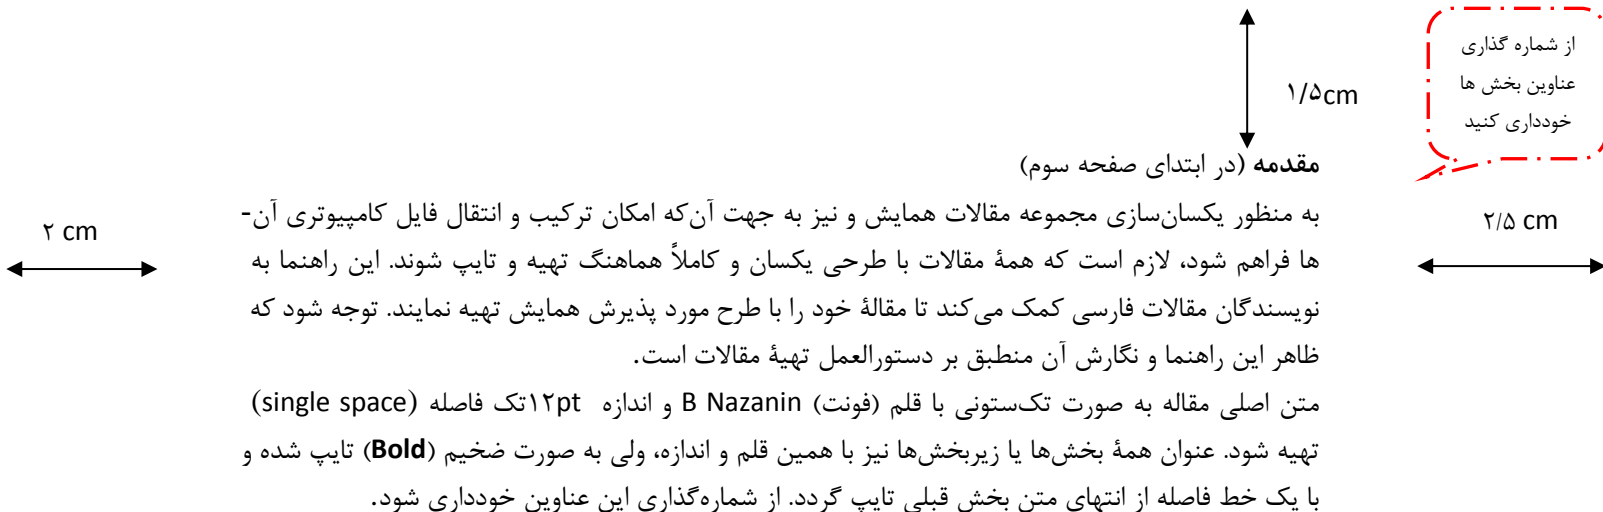 از شماره گذاری
عناوین بخش ها
خودداری کنید
۱/۵cm
مقدمه (در ابتدای صفحه سوم)
۲/۵ cm
۲ cm
به منظور یکسان‌سازی مجموعه مقالات همایش و نیز به جهت آن‌که امکان ترکیب و انتقال فایل کامپیوتری آن-
ها فراهم شود، لازم است که همۀ مقالات با طرحی یکسان و کاملاً هماهنگ تهیه و تایپ شوند. این راهنما به
نویسندگان مقالات فارسی کمک می‌کند تا مقالۀ خود را با طرح مورد پذیرش همایش تهیه نمایند. توجه شود که
ظاهر این راهنما و نگارش آن منطبق بر دستورالعمل تهیۀ مقالات است.
متن اصلی مقاله به صورت تک‌ستونی با قلم (فونت) B Nazanin و اندازه ۱۲pt تک فاصله (single space)
تهیه شود. عنوان همۀ بخش‌ها یا زیربخش‌ها نیز با همین قلم و اندازه، ولی به صورت ضخیم (Bold) تایپ شده و
با یک خط فاصله از انتهای متن بخش قبلی تایپ گردد. از شماره‌گذاری این عناوین خودداری شود.